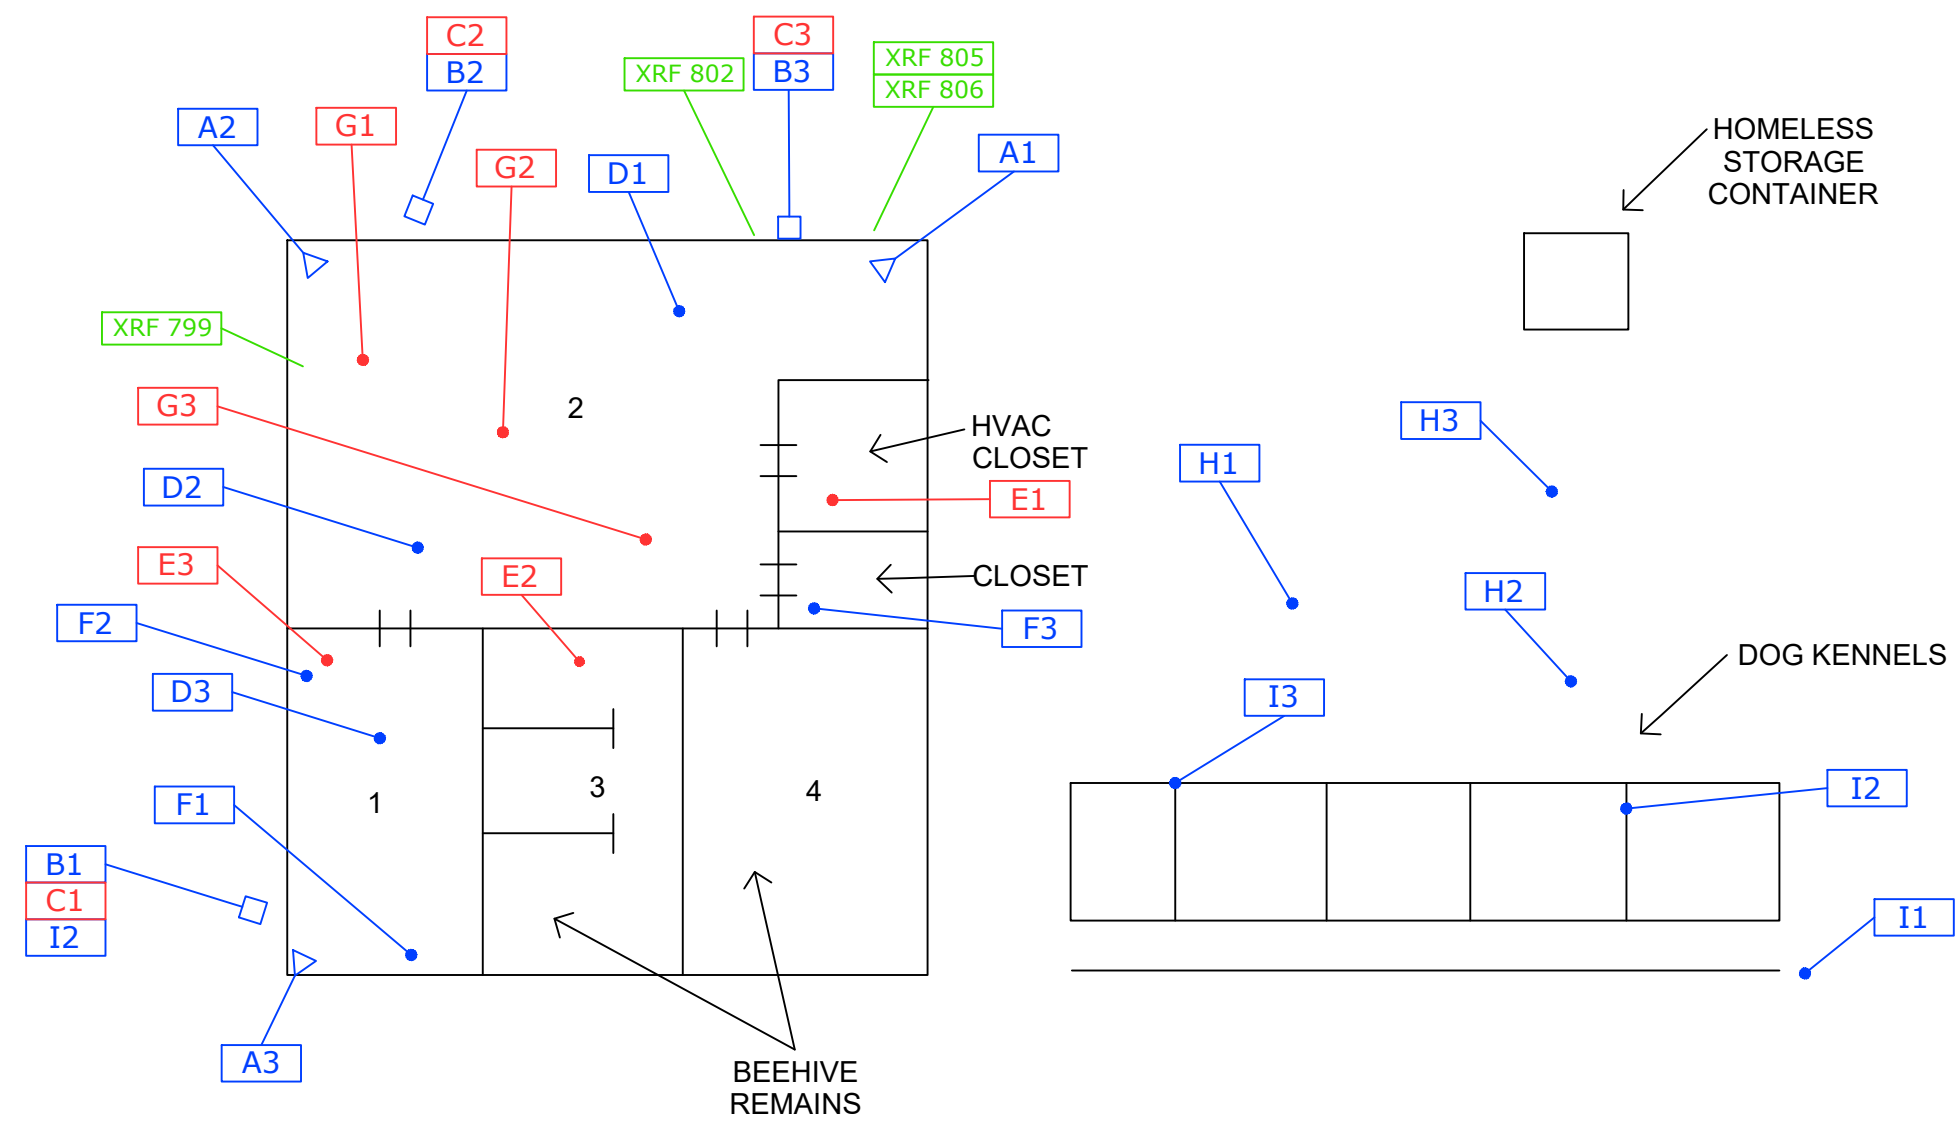 C2
B2
C3
B3
XRF 802
XRF 805
XRF 806
A2
G1
G2
D1
A1
HOMELESS
STORAGE
CONTAINER
XRF 799
G3
2
HVAC
CLOSET
H3
H1
D2
E1
E3
E2
CLOSET
H2
F2
F3
DOG KENNELS
D3
I3
F1
1
3
4
I2
B1
C1
I2
I1
A3
BEEHIVE
REMAINS